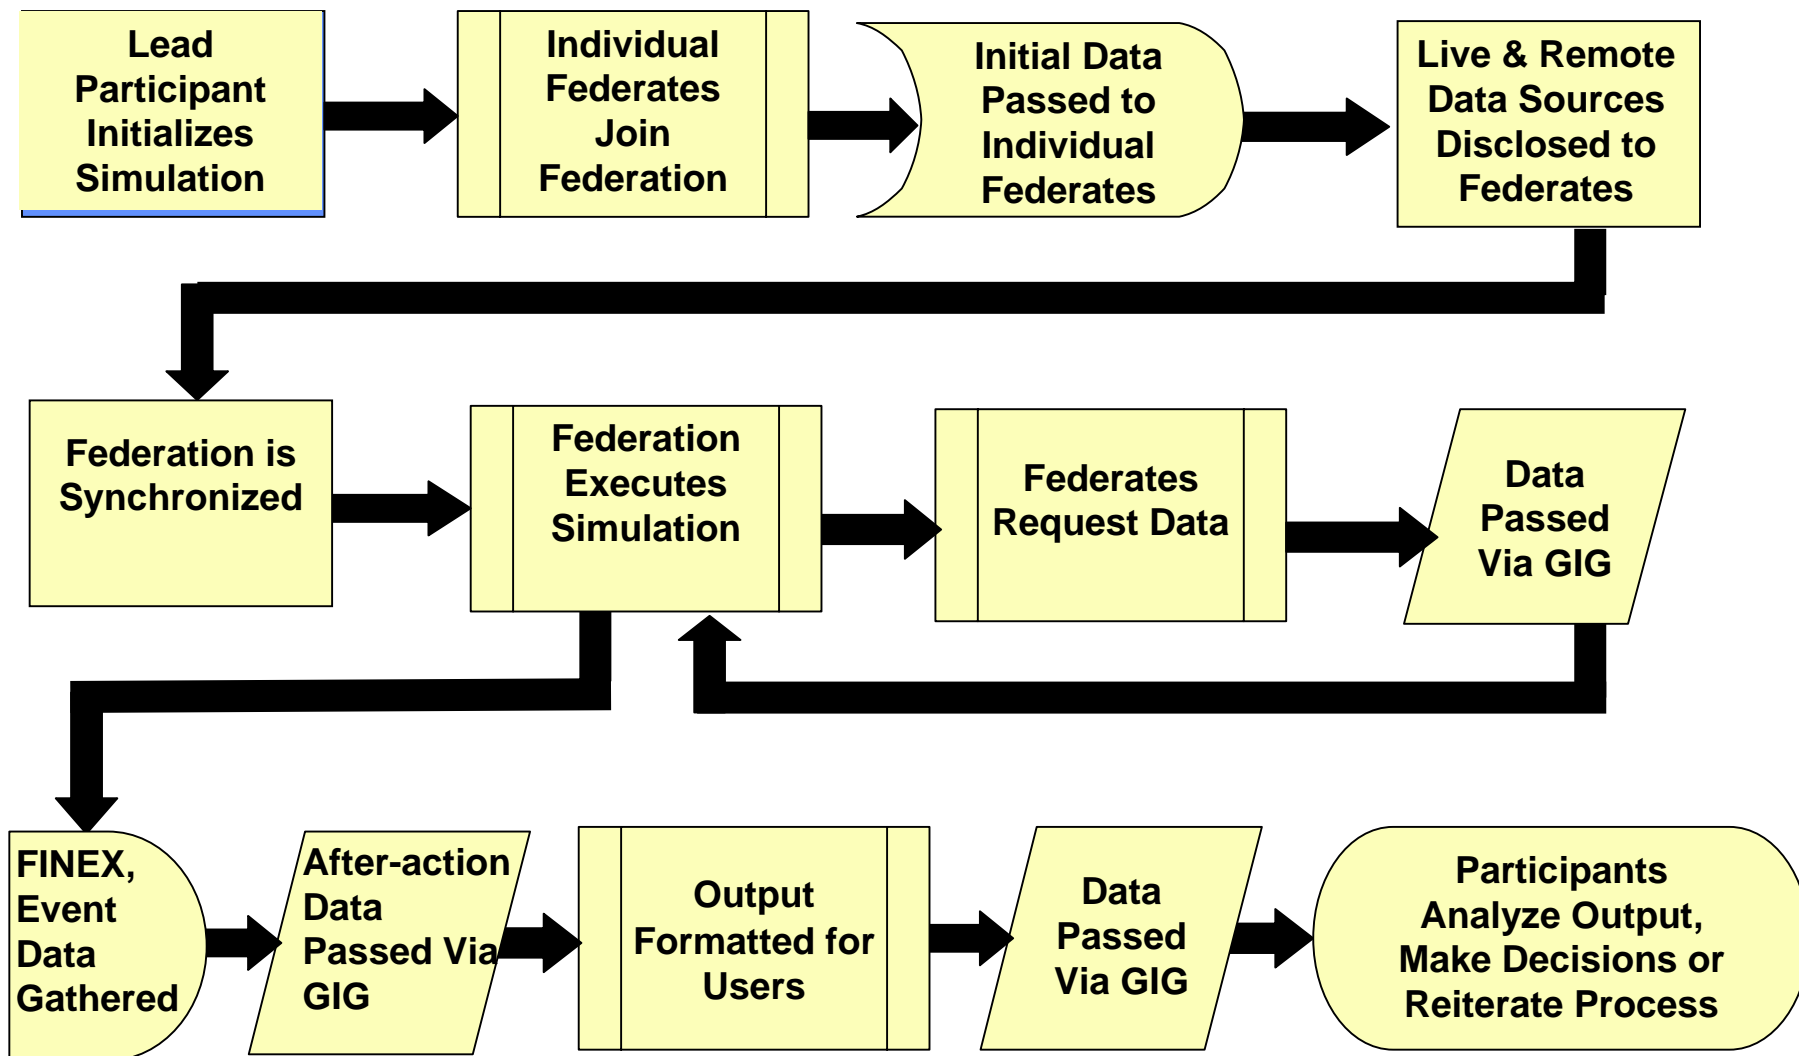 Lead
Participant
Initializes
Simulation
Individual
Federates
Join
Federation
Initial Data
Passed to
Individual
Federates
Live & Remote
Data Sources
Disclosed to
Federates
Federation is
Synchronized
Federation
Executes
Simulation
Federates
Request Data
Data
Passed
Via GIG
FINEX,
Event
Data
Gathered
After-action
Data
Passed Via
GIG
Output
Formatted for
Users
Data
Passed
Via GIG
Participants
Analyze Output,
Make Decisions or
Reiterate Process